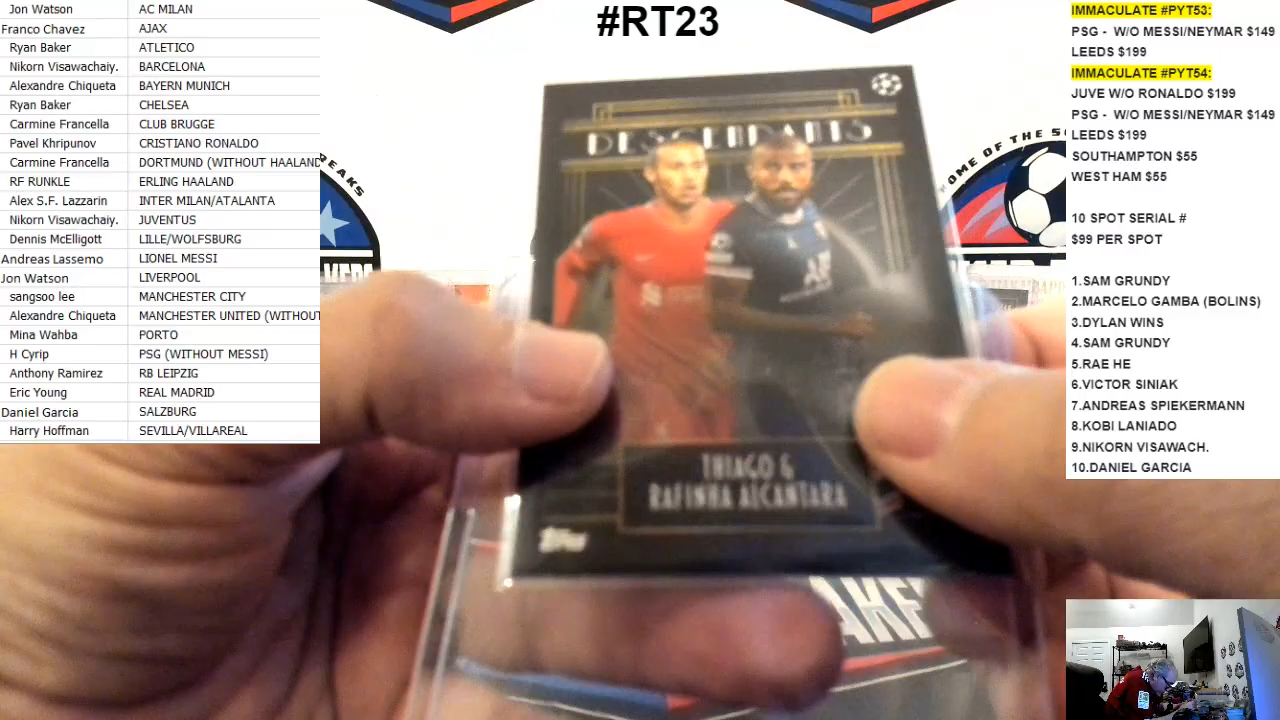 Jon Watson AC MILAN
Franco Chavez AJAX
Ryan Baker ATLETICO
Nikorn Visawachaiy. BARCELONA
Alexandre Chiqueta BAYERN MUNICH
Ryan Baker CHELSEA
Carmine Francella CLUB BRUGGE
Pavel Khripunov CRISTIANO RONALDO
Carmine Francella DORTMUND (WITHOUT HAALAND
RF RUNKLE ERLING HAALAND
Alex S.F. Lazzarin INTER MILAN/ATALANTA
Nikorn Visawachaiy. JUVENTUS
Dennis McElligott LILLE/WOLFSBURG
Andreas Lassemo LIONEL MESSI
Jon Watson LIVERPOOL
sangsoo lee MANCHESTER CITY
Alexandre Chiqueta MANCHESTER UNITED (WITHOUT
Mina Wahba PORTO
H Cyrip PSG (WITHOUT MESSI)
Anthony Ramirez RB LEIPZIG
Eric Young REAL MADRID
Daniel Garcia SALZBURG
Harry Hoffman SEVILLA/VILLAREAL
#RT23
DESCENDANTS
THIAGO &
RAFINHA ALCANTARA
Topps
HOME OF THE
IMMACULATE #PYT53:
PSG - W/O MESSI/NEYMAR $149
LEEDS $199
IMMACULATE #PYT54:
JUVE W/O RONALDO $199
PSG - W/O MESSI/NEYMAR $149
LEEDS $199
SOUTHAMPTON $55
WEST HAM $55
10 SPOT SERIAL #
$99 PER SPOT
1.SAM GRUNDY
2.MARCELO GAMBA (BOLINS)
3.DYLAN WINS
4.SAM GRUNDY
5.RAE HE
6.VICTOR SINIAK
7.ANDREAS SPIEKERMANN
8.KOBI LANIADO
9.NIKORN VISAWACH.
10.DANIEL GARCIA